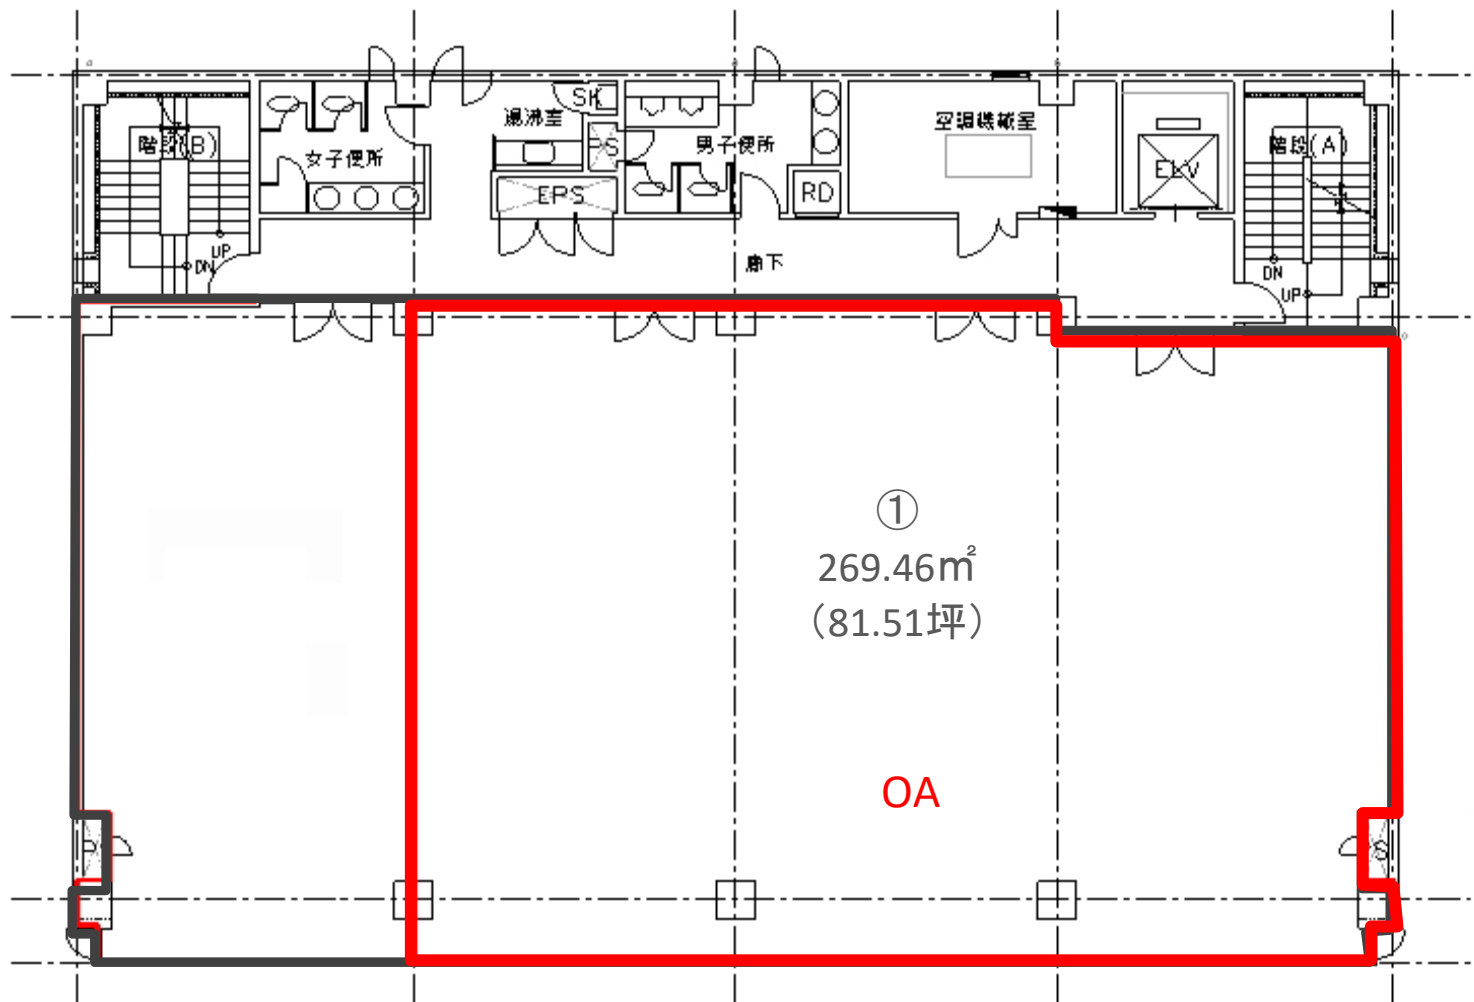 SK
湯沸室
階段(B)
女子便所
PS
男子便所
空調機械室
階段(A)
ELV
EPS
RD
UP
DN
廊下
DN
UP
①
269.46㎡
（81.51坪）
OA